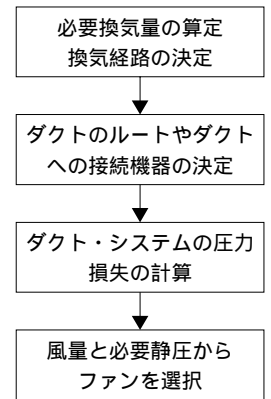 必要換気量の算定
換気経路の決定
ダクトのルートやダクト
への接続機器の決定
ダクト・システムの圧力
損失の計算
風量と必要静圧から
ファンを選択